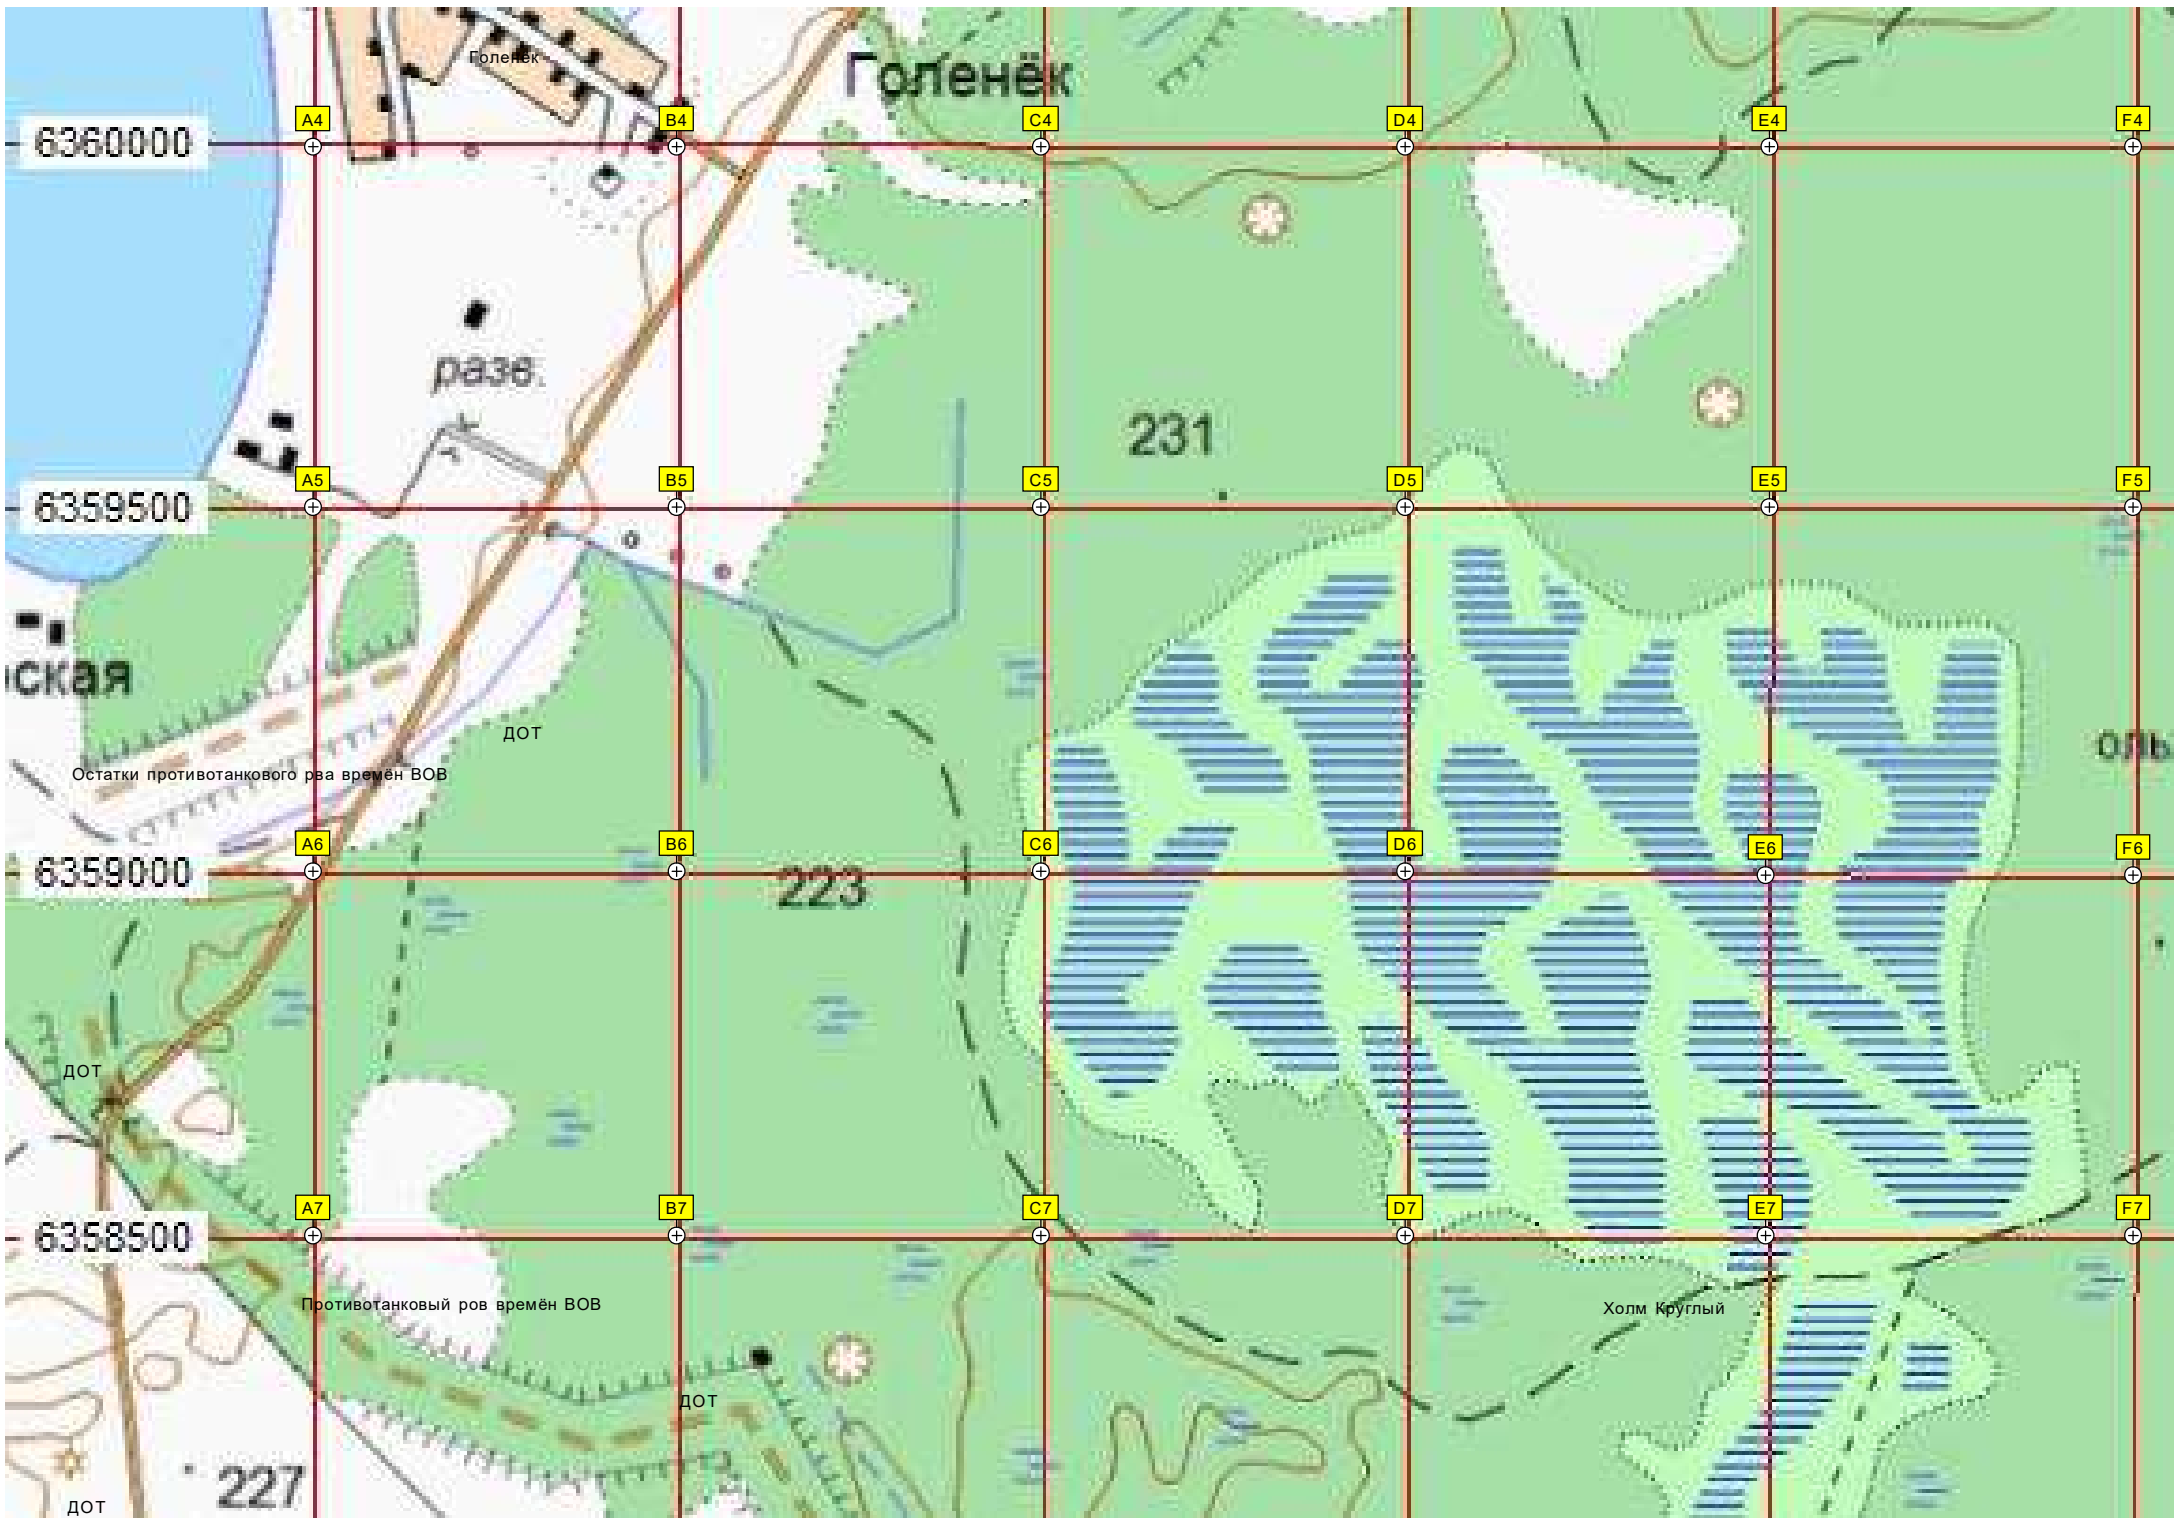 Голенёк
Голенёк
A4 B4 C4 D4 E4 F4
6360000
разв.
231
A5 B5 C5 D5 E5 F5
6359500
ская
ДОТ
оль
Остатки противотанкового рва времён ВОВ
A6 B6 C6 D6 E6 F6
6359000
223
ДОТ
A7 B7 C7 D7 E7 F7
6358500
Противотанковый ров времён ВОВ
Холм Круглый
ДОТ
227
ДОТ